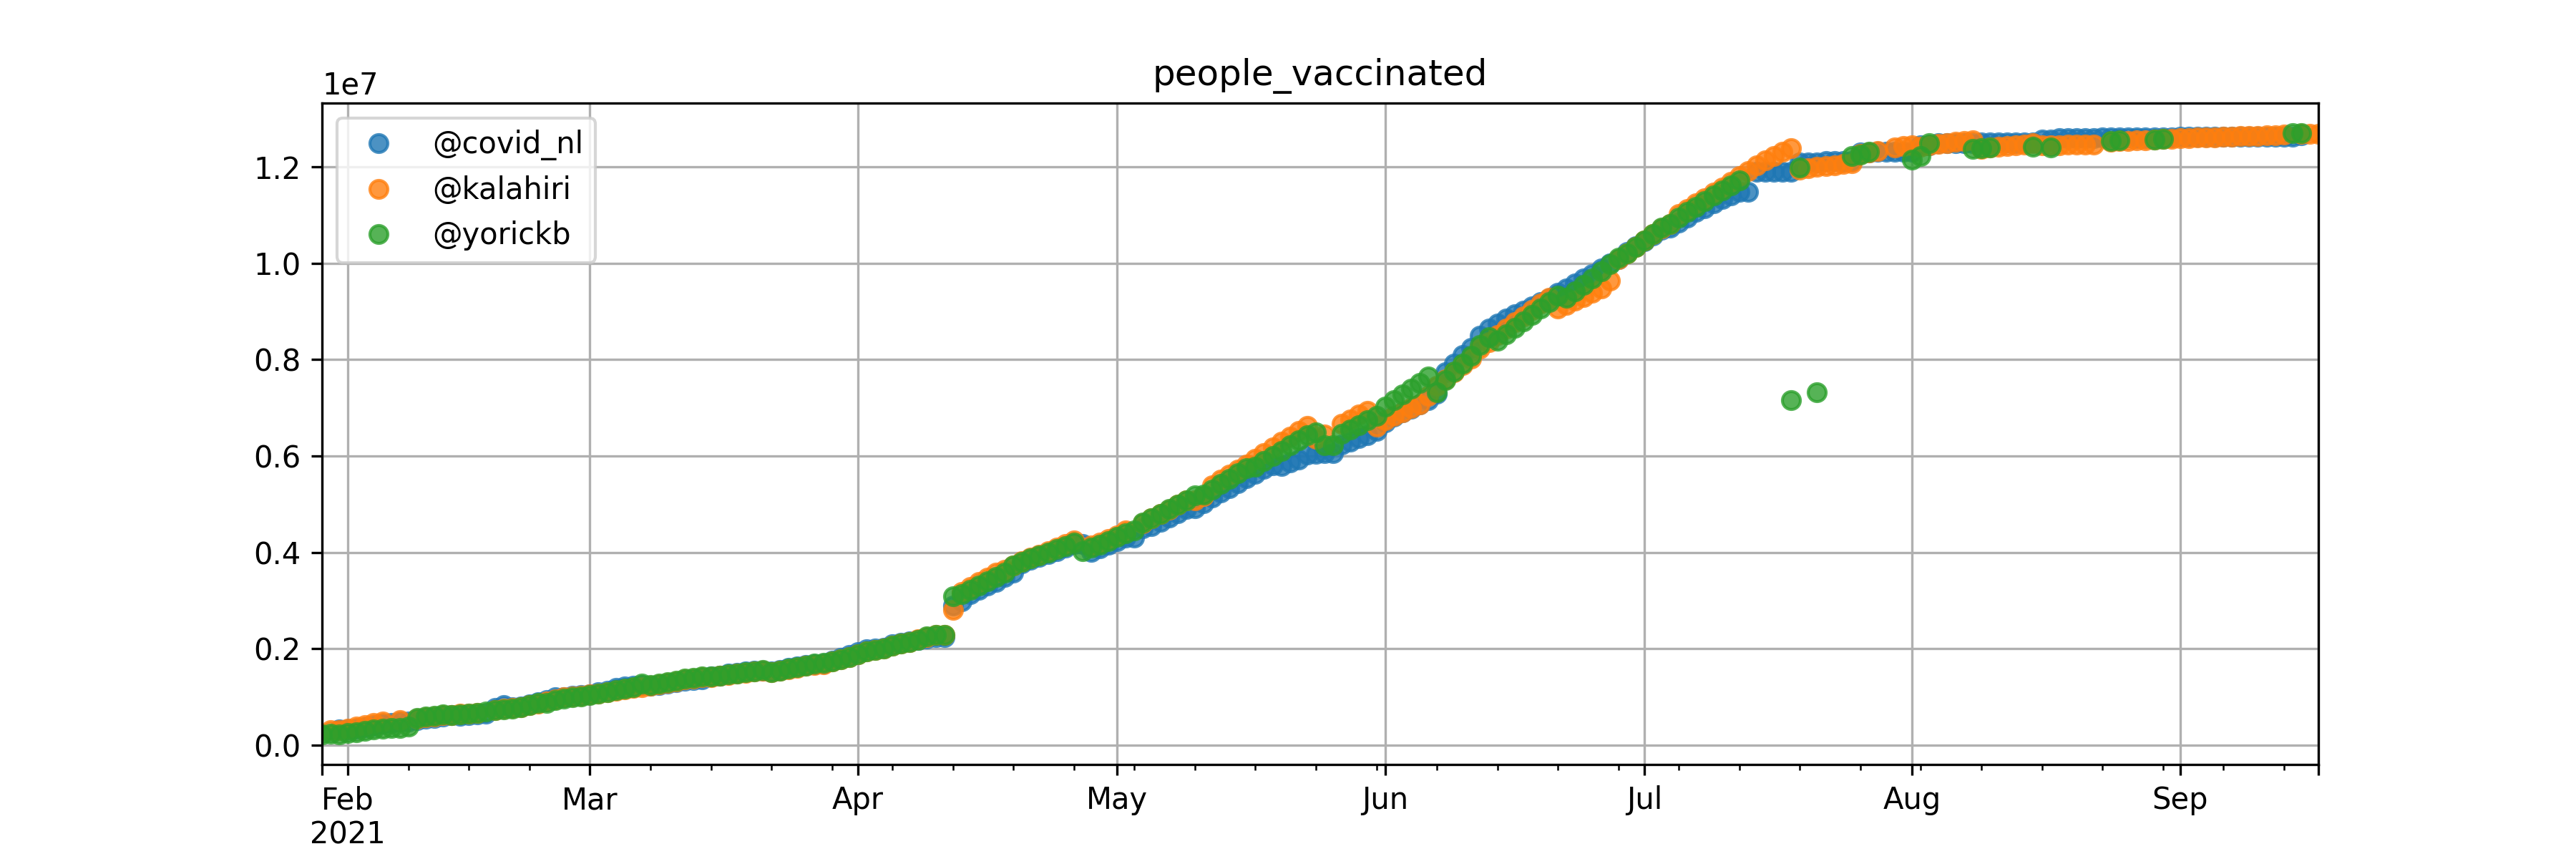 people_vaccinated
1e7
@covid_nl
@kalahiri
@yorickb
1.2
1.0
0.8
0.6
0.4
0.2
0.0
Feb Mar Apr May Jun Jul Aug Sep
2021